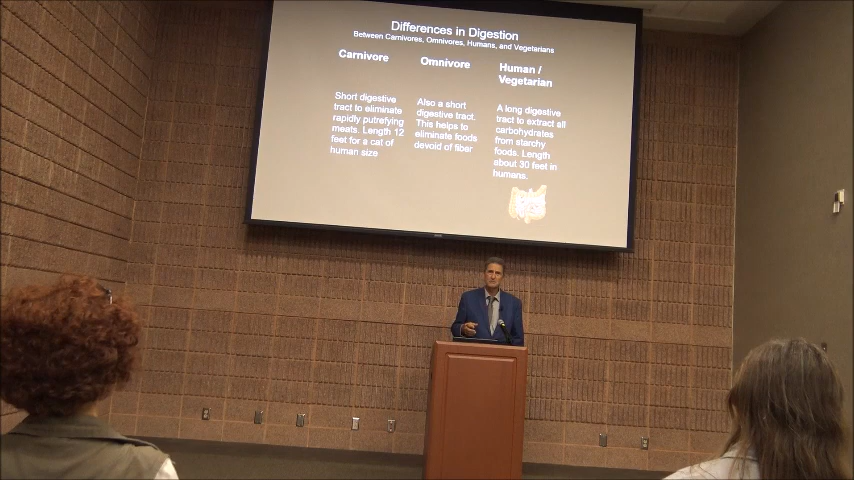 Differences in Digestion
Between Carnivores, Omnivores, Humans, and Vegetarians
Carnivore
Short digestive
tract to eliminate
rapidly putrefying
meats. Length 12
feet for a cat of
human size
Omnivore
Also a short
digestive tract.
This helps to
eliminate foods
devoid of fiber
Human /
Vegetarian
A long digestive
tract to extract all
carbohydrates
from starchy
foods. Length
about 30 feet in
humans.